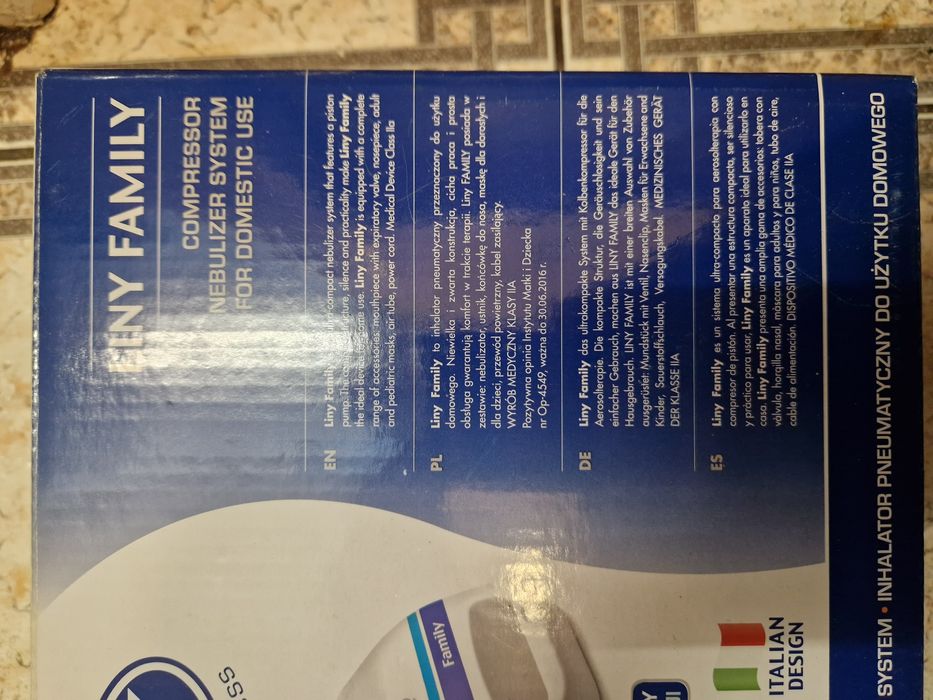 LINY FAMILY
COMPRESSOR
NEBULIZER SYSTEM
FOR DOMESTIC USE
EN
Liny Family compact nebulizer system that features a piston
pump. The structure, silence and practicality make Liny Family
the ideal device home use. Liny Family is equipped with a complete
range of accessories: mouthpiece with expiratory valve, nosepiece, adult
and pediatric masks, air tube, power cord. Medical Device Class IIa
PL
Liny Family to inhalator pneumatyczny przeznaczony do użytku
domowego. Niewielka i zwarta konstrukcja, cicha praca i prosta
obsługa gwarantują komfort w trakcie terapii. Liny FAMILY posiada w
zestawie: nebulizator, ustnik, końcówkę do nosa, maskę dla dorosłych i
dla dzieci, przewód powietrzny, kabel zasilający.
WYRÓB MEDYCZNY KLASY IIA
Pozytywna opinia Instytutu Matki i Dziecka
nr Op-4549, ważna do 30.06.2016 r.
DE
Liny Family das ultrakompakte System mit Kolbenkompressor für die
Aerosolterapie. Die kompakte Struktur, die Geräuschlosigkeit und sein
einfacher Gebrauch machen aus LINY FAMILY das ideale Gerät für den
Hausgebrauch. LINY FAMILY ist mit einer breiten Auswahl von Zubehör
ausgerüsfet: Mundstück mit Ventil, Nasenclip, Masken für Erwachsene und
Kinder, Sauerstoffschlauch, Versogungskabel. MEDIZINISCHES GERÄT
DER KLASSE IIA
ES
Liny Family es un sistema ultra-compacto para aerosolterapia con
compresor de pistón. Al presentar una estructura compacta, ser silencioso
y práctico para usar, Liny Family es un aparato ideal para utilizarlo en
casa. Liny Family presenta una amplia gama de accesorios: tobera con
válvula, horqilla nasal, máscara para adultos y para niños, tubo de aire,
cable de alimentación. DISPOSITIVO MÉDICO DE CLASE IIA
SYSTEM • INHALATOR PNEUMATYCZNY DO UŻYTKU DOMOWEGO
Family
ITALIAN
DESIGN